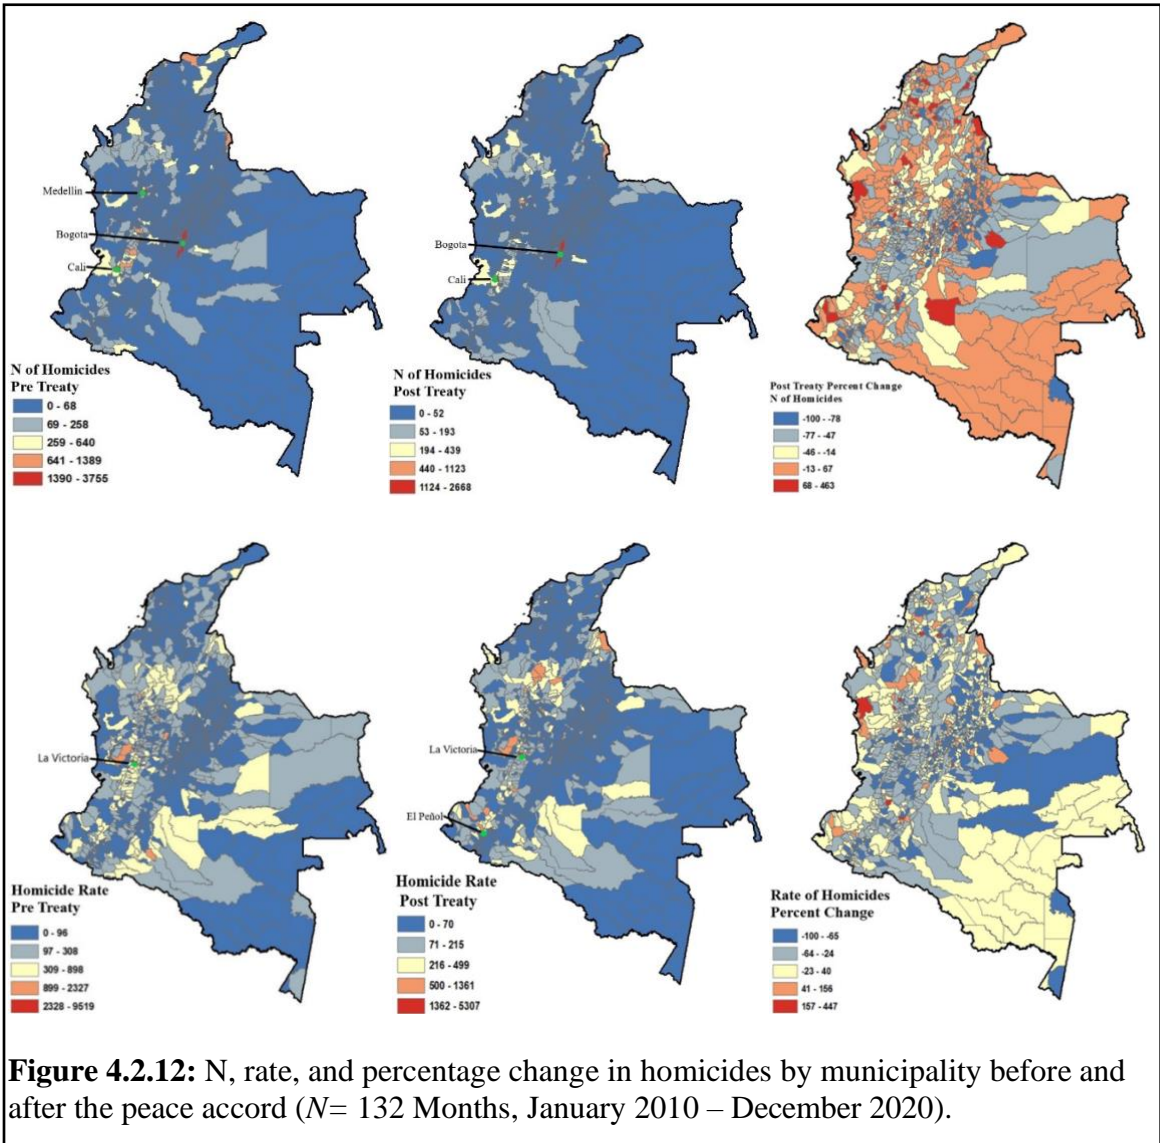 Medellin
Bogota
Cali
N of Homicides
Pre Treaty
0 - 68
69 - 258
259 - 640
641 - 1389
1390 - 3755
Bogota
Cali
N of Homicides
Post Treaty
0 - 52
53 - 193
194 - 439
440 - 1123
1124 - 2668
Post Treaty Percent Change
N of Homicides
-100 - -78
-77 - -47
-46 - -14
-13 - 67
68 - 463
La Victoria
Homicide Rate
Pre Treaty
0 - 96
97 - 308
309 - 898
899 - 2327
2328 - 9519
La Victoria
El Peñol
Homicide Rate
Post Treaty
0 - 70
71 - 215
216 - 499
500 - 1361
1362 - 5307
Rate of Homicides
Percent Change
-100 - -65
-64 - -24
-23 - 40
41 - 156
157 - 447
Figure 4.2.12: N, rate, and percentage change in homicides by municipality before and
after the peace accord (N= 132 Months, January 2010 – December 2020).